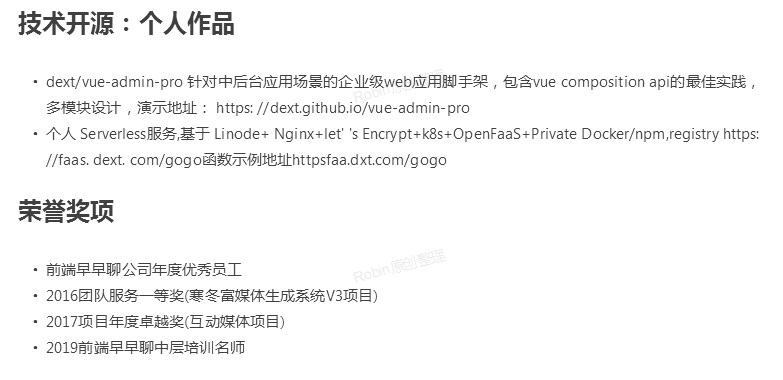 技术开源：个人作品
• dext/vue-admin-pro 针对中后台应用场景的企业级web应用脚手架，包含vue composition api的最佳实践，
多模块设计，演示地址： https: //dext.github.io/vue-admin-pro
• 个人 Serverless服务,基于 Linode+ Nginx+let' 's Encrypt+k8s+OpenFaaS+Private Docker/npm,registry https:
//faas. dext. com/gogo函数示例地址httpsfaa.dxt.com/gogo
荣誉奖项
Robin原创整理
• 前端早早聊公司年度优秀员工
• 2016团队服务一等奖(寒冬富媒体生成系统V3项目)
• 2017项目年度卓越奖(互动媒体项目)
• 2019前端早早聊中层培训名师